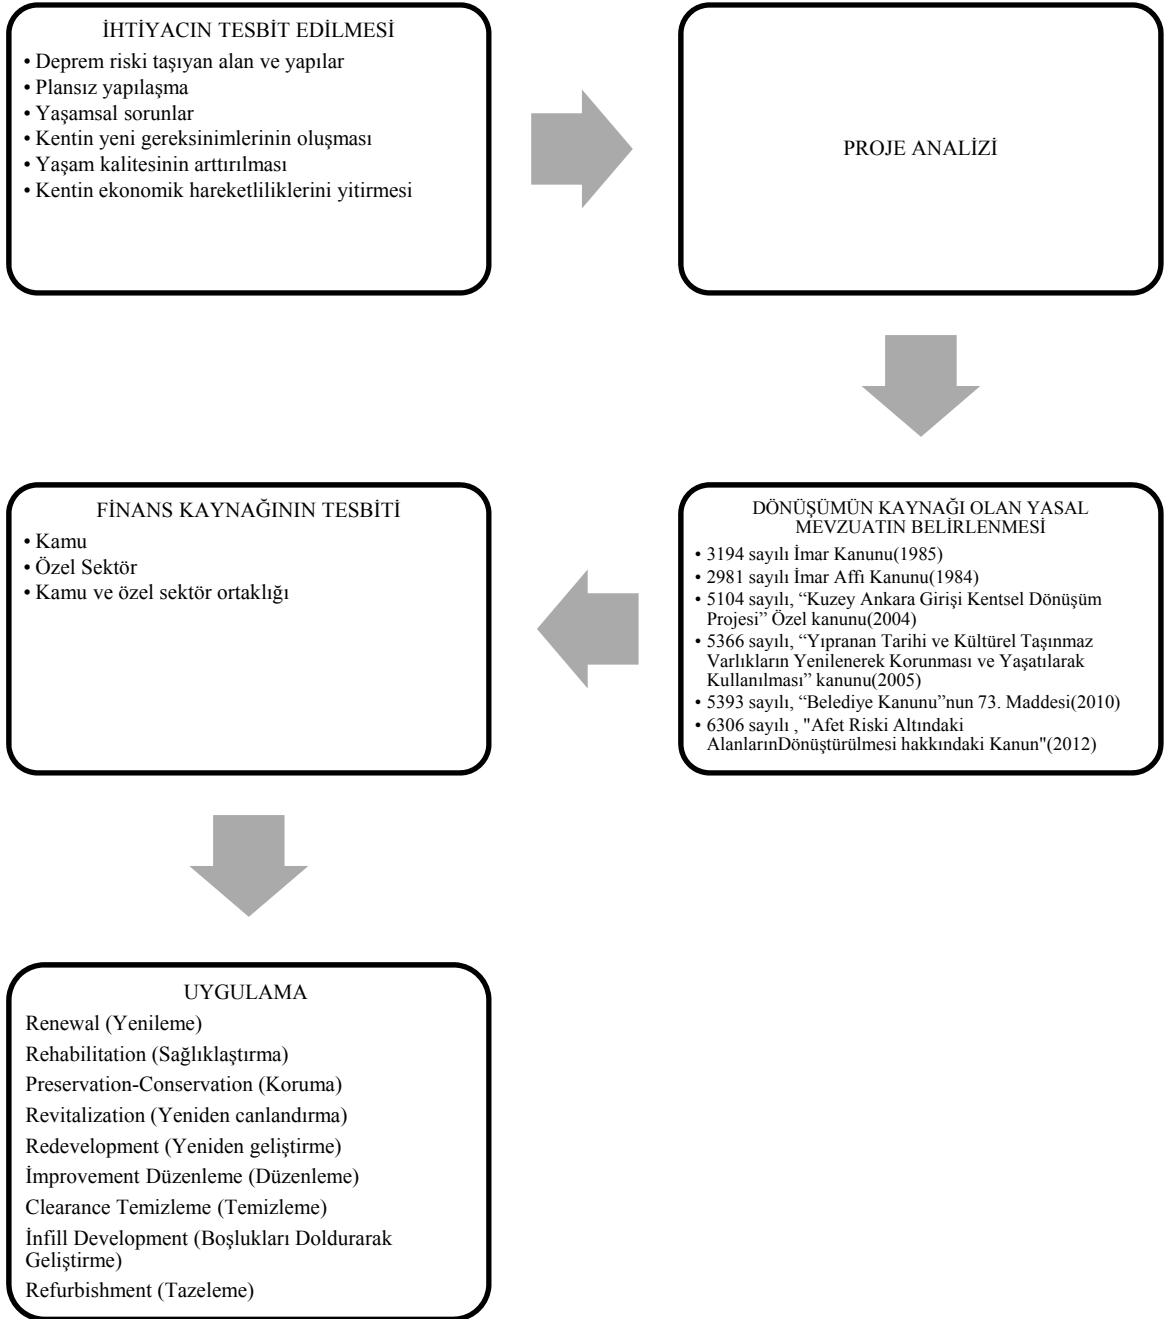 İHTİYACIN TESBİT EDİLMESİ
• Deprem riski taşıyan alan ve yapılar
• Plansız yapılaşma
• Yaşamsal sorunlar
• Kentin yeni gereksinimlerinin oluşması
• Yaşam kalitesinin arttırılması
• Kentin ekonomik hareketliliklerini yitirmesi
PROJE ANALİZİ
DÖNÜŞÜMÜN KAYNAĞI OLAN YASAL
MEVZUATIN BELİRLENMESİ
• 3194 sayılı İmar Kanunu(1985)
• 2981 sayılı İmar Affı Kanunu(1984)
• 5104 sayılı, “Kuzey Ankara Girişi Kentsel Dönüşüm
Projesi” Özel kanunu(2004)
• 5366 sayılı, “Yıpranan Tarihi ve Kültürel Taşınmaz
Varlıkların Yenilenerek Korunması ve Yaşatılarak
Kullanılması” kanunu(2005)
• 5393 sayılı, “Belediye Kanunu”nun 73. Maddesi(2010)
• 6306 sayılı , "Afet Riski Altındaki
AlanlarınDönüştürülmesi hakkındaki Kanun"(2012)
FİNANS KAYNAĞININ TESBİTİ
• Kamu
• Özel Sektör
• Kamu ve özel sektör ortaklığı
UYGULAMA
Renewal (Yenileme)
Rehabilitation (Sağlıklaştırma)
Preservation-Conservation (Koruma)
Revitalization (Yeniden canlandırma)
Redevelopment (Yeniden geliştirme)
İmprovement Düzenleme (Düzenleme)
Clearance Temizleme (Temizleme)
İnfill Development (Boşlukları Doldurarak
Geliştirme)
Refurbishment (Tazeleme)